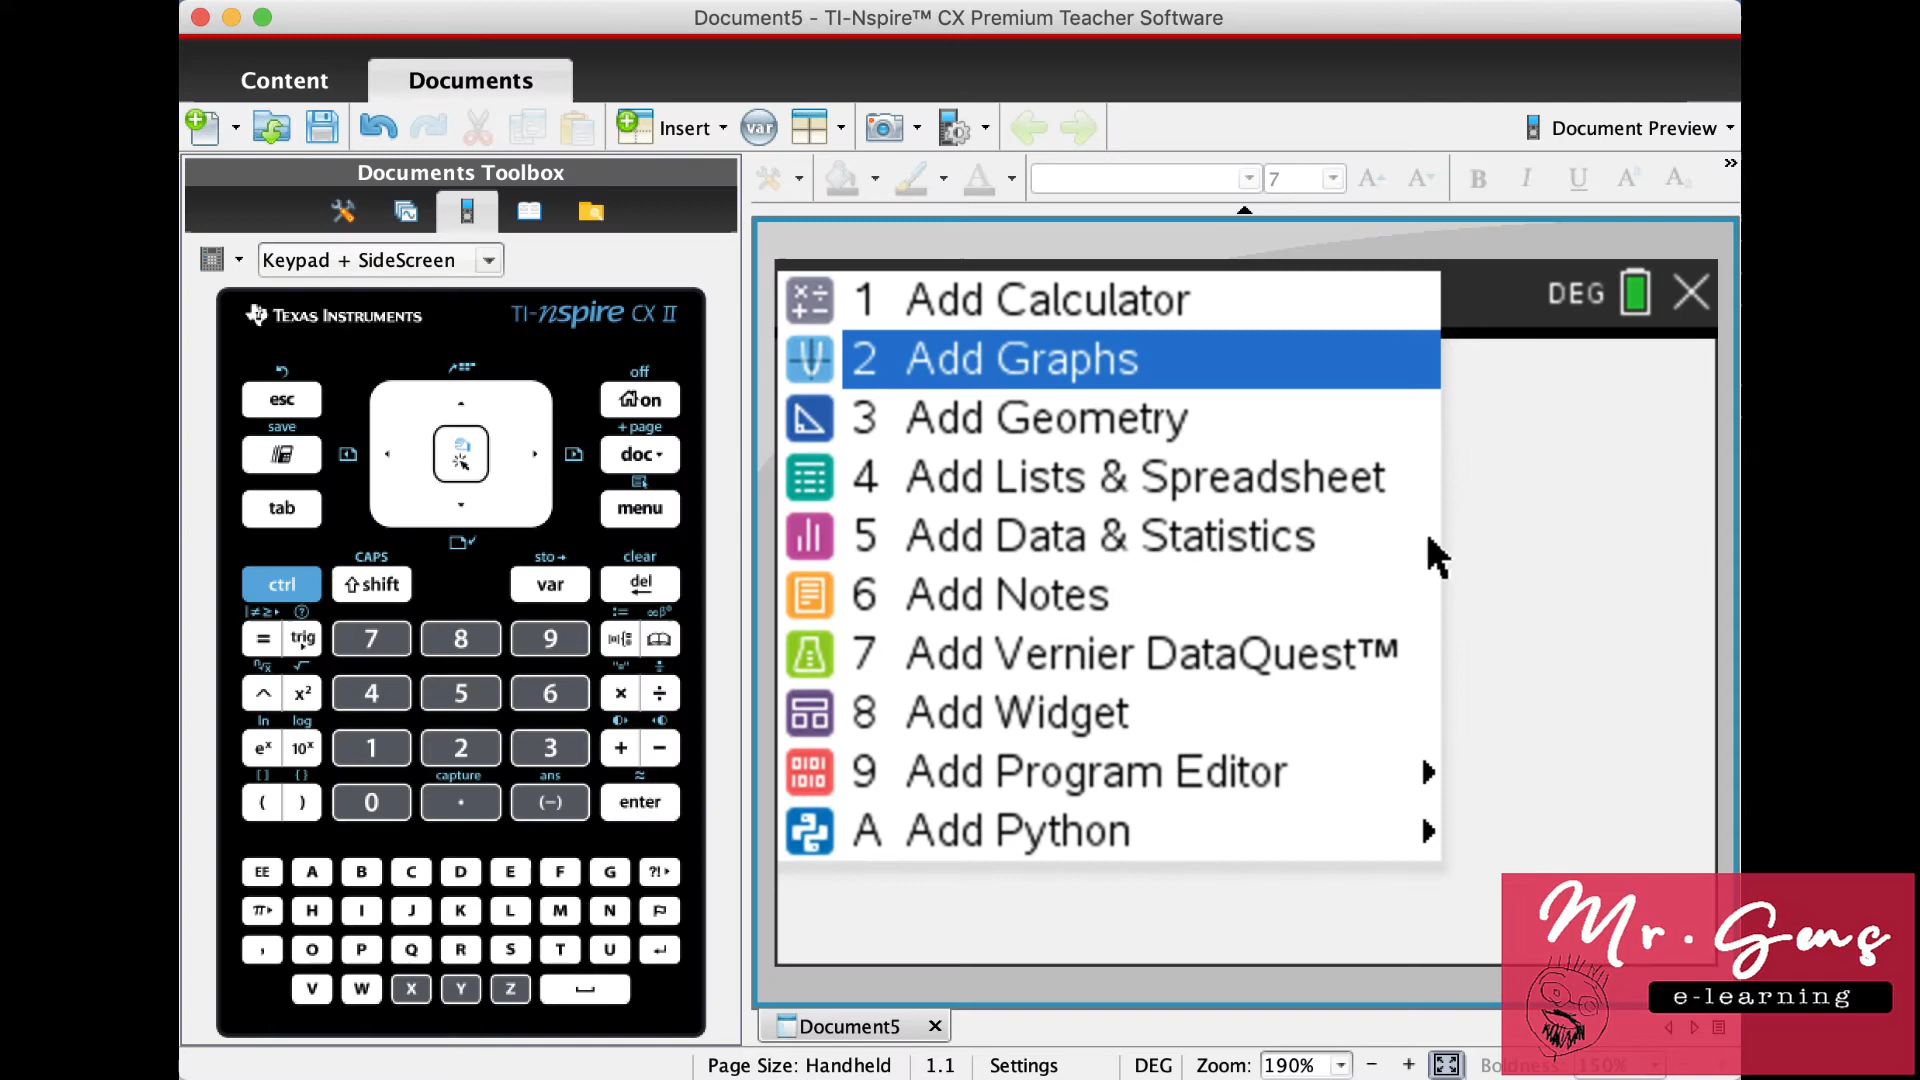 Document5 - TI-Nspire™ CX Premium Teacher Software
Content
Documents
Insert
var
Document Preview
Documents Toolbox
7
B I U A A
Keypad + SideScreen
TEXAS INSTRUMENTS
TI-nspire CX II
off
esc
on
save
+ page
doc
tab
menu
CAPS
sto→
clear
ctrl
shift
var
del
= trig 7 8 9
^ x² 4 5 6 × ÷
ln log
eˣ 10ˣ 1 2 3 + −
[ ] { } capture ans ≈
( ) 0 . (−) enter
EE A B C D E F G ?!
π H I J K L M N
, O P Q R S T U
V W X Y Z
DEG
1 Add Calculator
2 Add Graphs
3 Add Geometry
4 Add Lists & Spreadsheet
5 Add Data & Statistics
6 Add Notes
7 Add Vernier DataQuest™
8 Add Widget
9 Add Program Editor
A Add Python
Mr. Gens
e-learning
Document5
Page Size: Handheld
1.1
Settings
DEG
Zoom: 190%
− +
Boldness: 150%